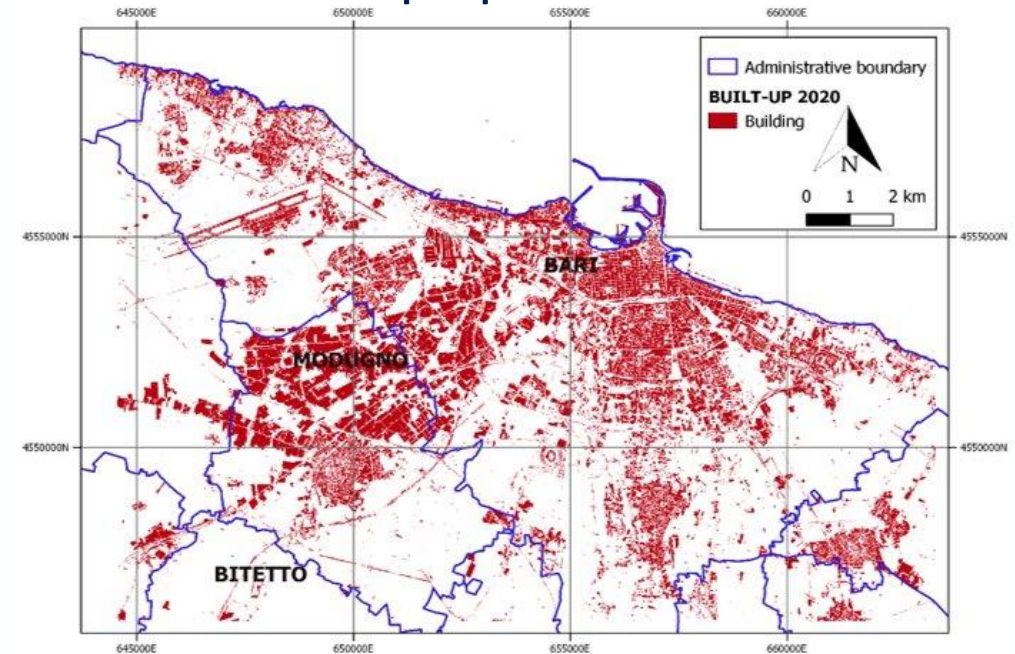 645000E 650000E 655000E 660000E
Administrative boundary
BUILT-UP 2020
Building
N
0 1 2 km
4555000N 4555000N
BARI
MODUGNO
4550000N 4550000N
BITETTO
645000E 650000E 655000E 660000E